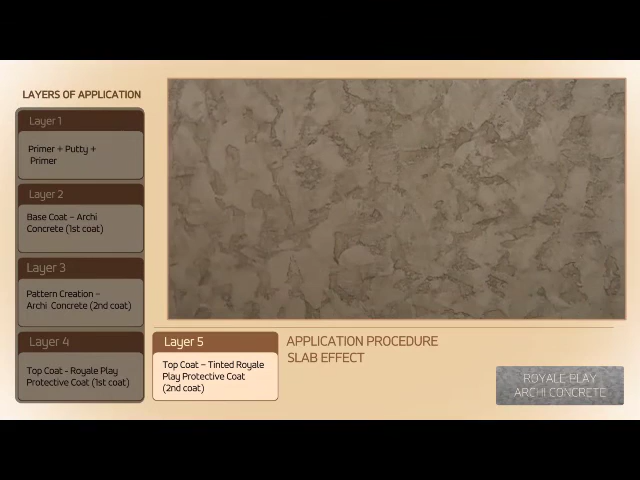 LAYERS OF APPLICATION
Layer 1
Primer + Putty +
Primer
Layer 2
Base Coat – Archi
Concrete (1st coat)
Layer 3
Pattern Creation –
Archi Concrete (2nd coat)
Layer 4
Top Coat - Royale Play
Protective Coat (1st coat)
Layer 5
Top Coat – Tinted Royale
Play Protective Coat
(2nd coat)
APPLICATION PROCEDURE
SLAB EFFECT
ROYALE PLAY
ARCHI CONCRETE